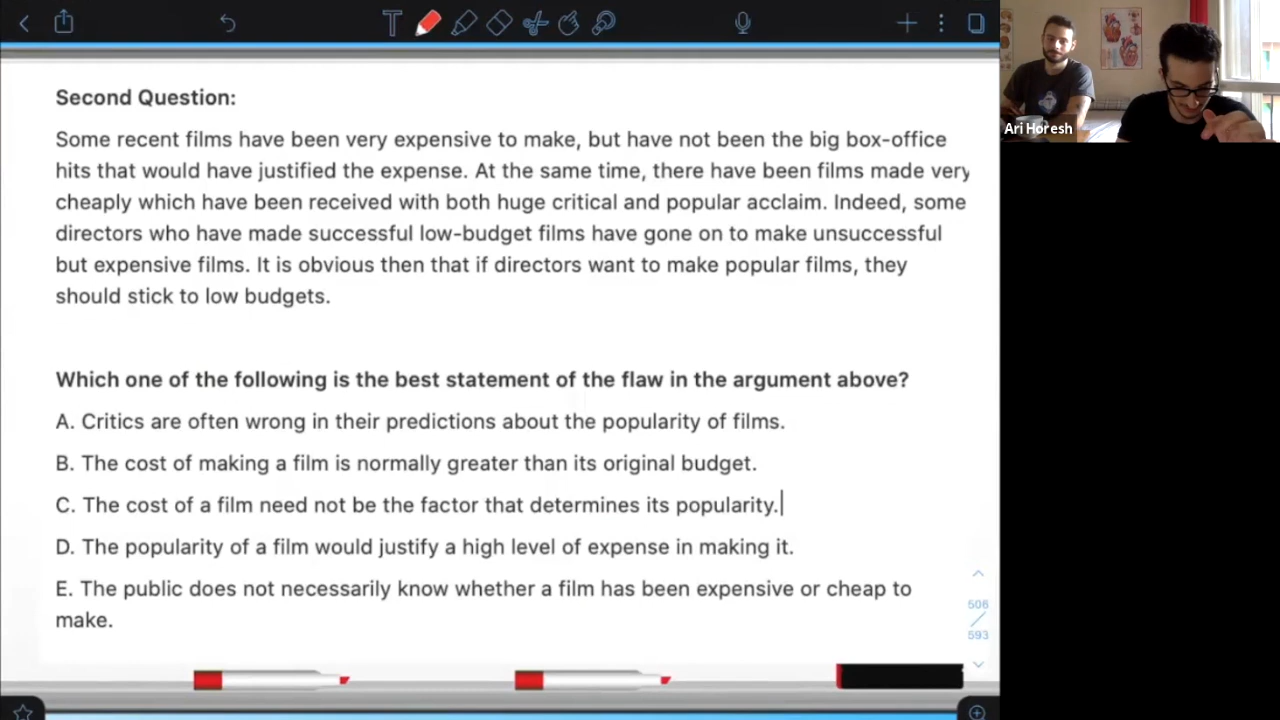 Ari Horesh
Second Question:
Some recent films have been very expensive to make, but have not been the big box-office
hits that would have justified the expense. At the same time, there have been films made very
cheaply which have been received with both huge critical and popular acclaim. Indeed, some
directors who have made successful low-budget films have gone on to make unsuccessful
but expensive films. It is obvious then that if directors want to make popular films, they
should stick to low budgets.
Which one of the following is the best statement of the flaw in the argument above?
A. Critics are often wrong in their predictions about the popularity of films.
B. The cost of making a film is normally greater than its original budget.
C. The cost of a film need not be the factor that determines its popularity.
D. The popularity of a film would justify a high level of expense in making it.
E. The public does not necessarily know whether a film has been expensive or cheap to
make.
506
593